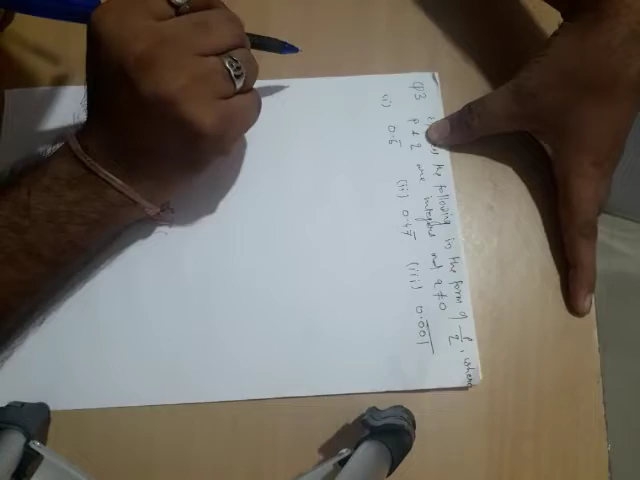 Q3 Express the following in the form of p/q, where
p & q are integers and q ≠ 0
(i) 0.6̅ (ii) 0.47̅ (iii) 0.0̅0̅1̅